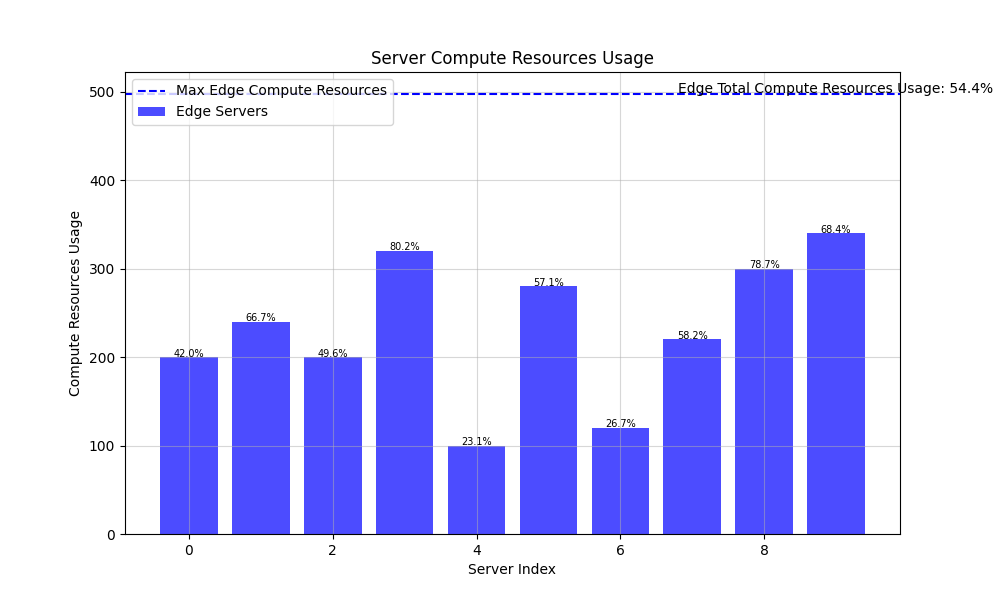 Server Compute Resources Usage
Max Edge Compute Resources
Edge Servers
Edge Total Compute Resources Usage: 54.4%
Compute Resources Usage
500
400
300
200
100
0
42.0%
66.7%
49.6%
80.2%
23.1%
57.1%
26.7%
58.2%
78.7%
68.4%
0 2 4 6 8
Server Index